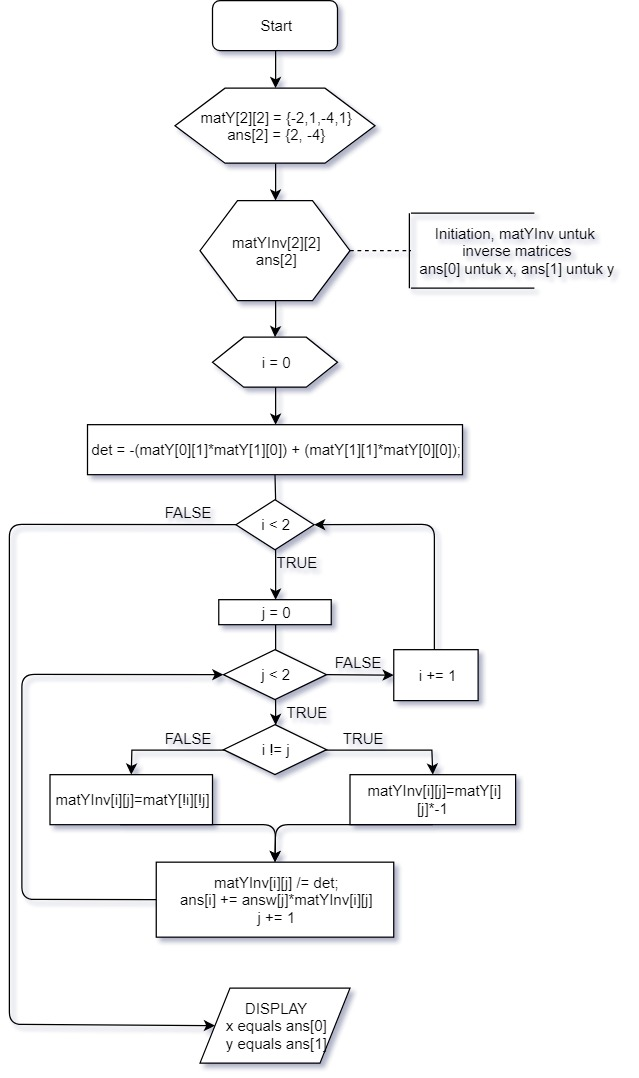 Start
matY[2][2] = {-2,1,-4,1}
ans[2] = {2, -4}
matYInv[2][2]
ans[2]
Initiation, matYInv untuk
inverse matrices
ans[0] untuk x, ans[1] untuk y
i = 0
det = -(matY[0][1]*matY[1][0]) + (matY[1][1]*matY[0][0]);
FALSE
i < 2
TRUE
j = 0
j < 2
FALSE
i += 1
TRUE
FALSE
i != j
TRUE
matYInv[i][j]=matY[!i][!j]
matYInv[i][j]=matY[i]
[j]*-1
matYInv[i][j] /= det;
ans[i] += answ[j]*matYInv[i][j]
j += 1
DISPLAY
x equals ans[0]
y equals ans[1]